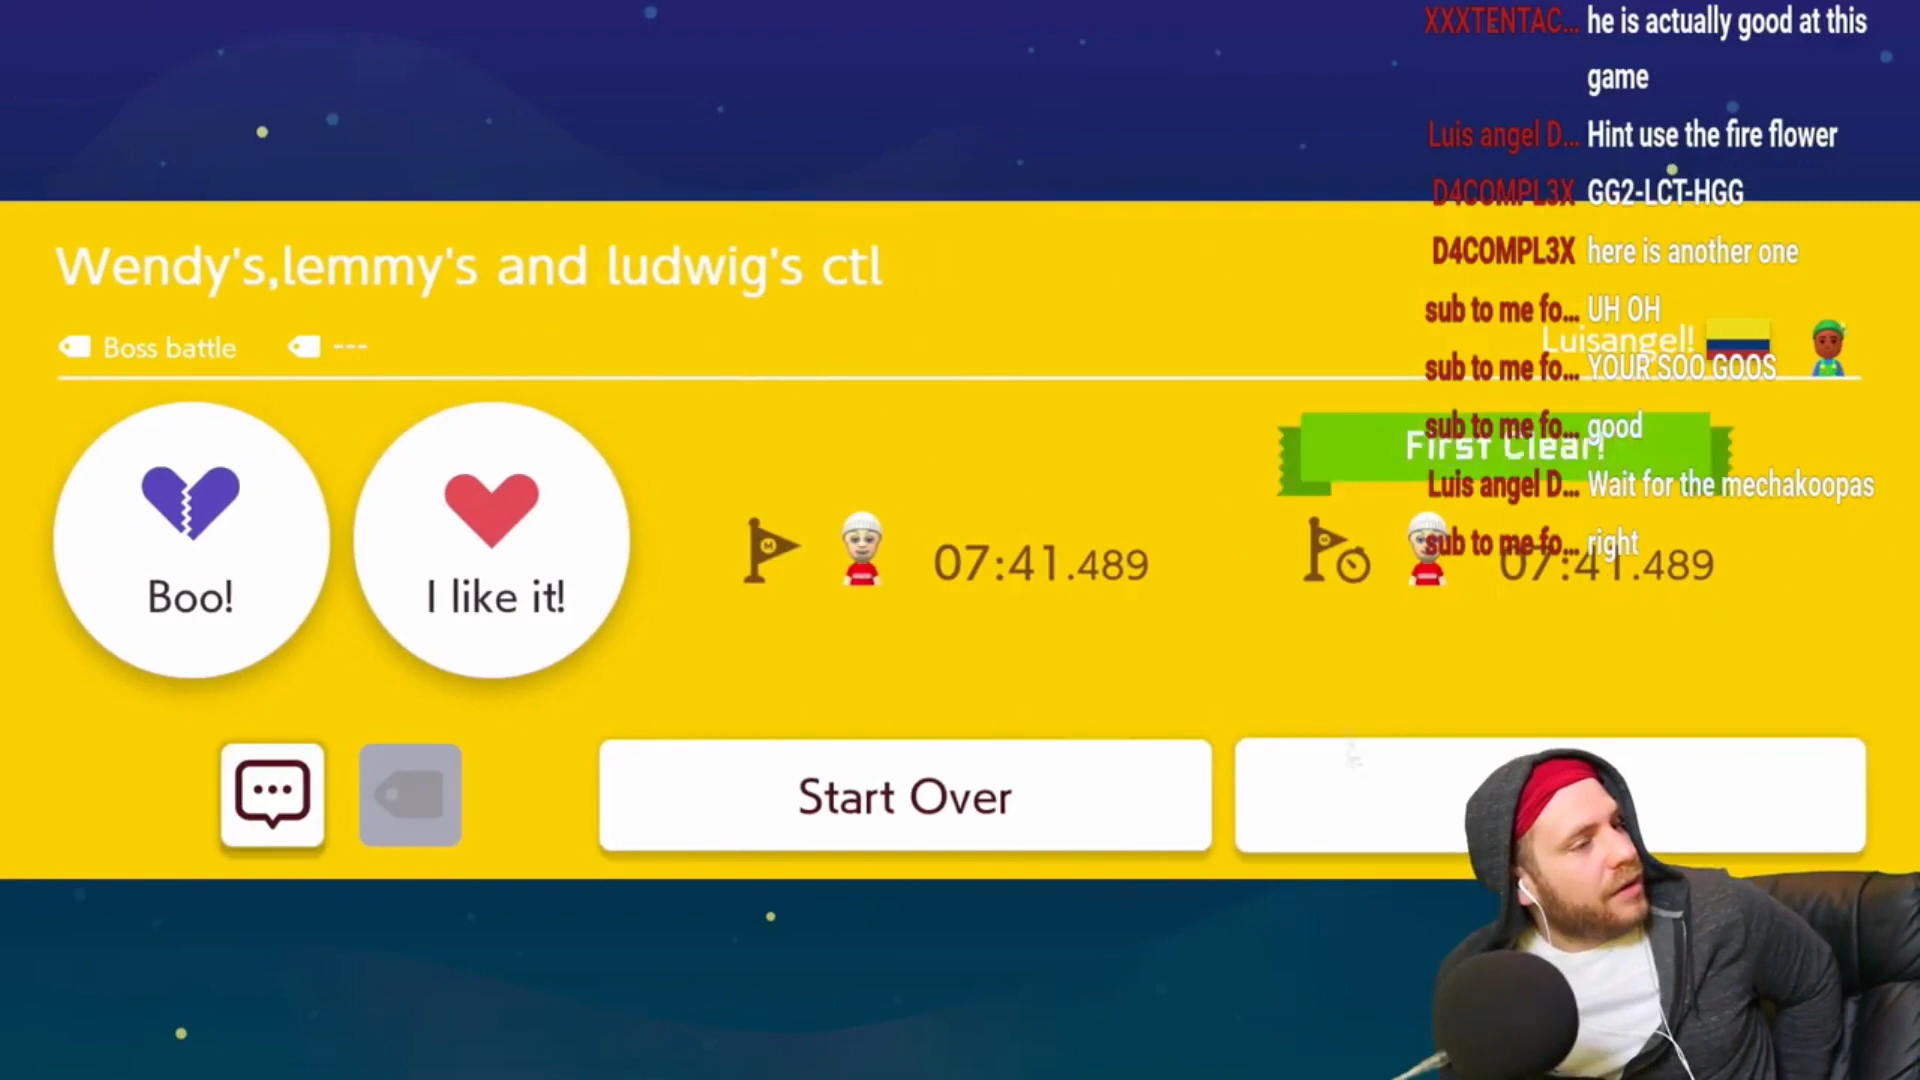 XXXTENTAC... he is actually good at this
game
Luis angel D... Hint use the fire flower
D4COMPL3X GG2-LCT-HGG
D4COMPL3X here is another one
sub to me fo... UH OH
sub to me fo... YOUR SOO GOOS
sub to me fo... good
Luis angel D... Wait for the mechakoopas
sub to me fo... right
Wendy's,lemmy's and ludwig's ctl
Boss battle
---
Luisangel!
First Clear!
Boo!
I like it!
M
07:41.489
M
07:41.489
Start Over